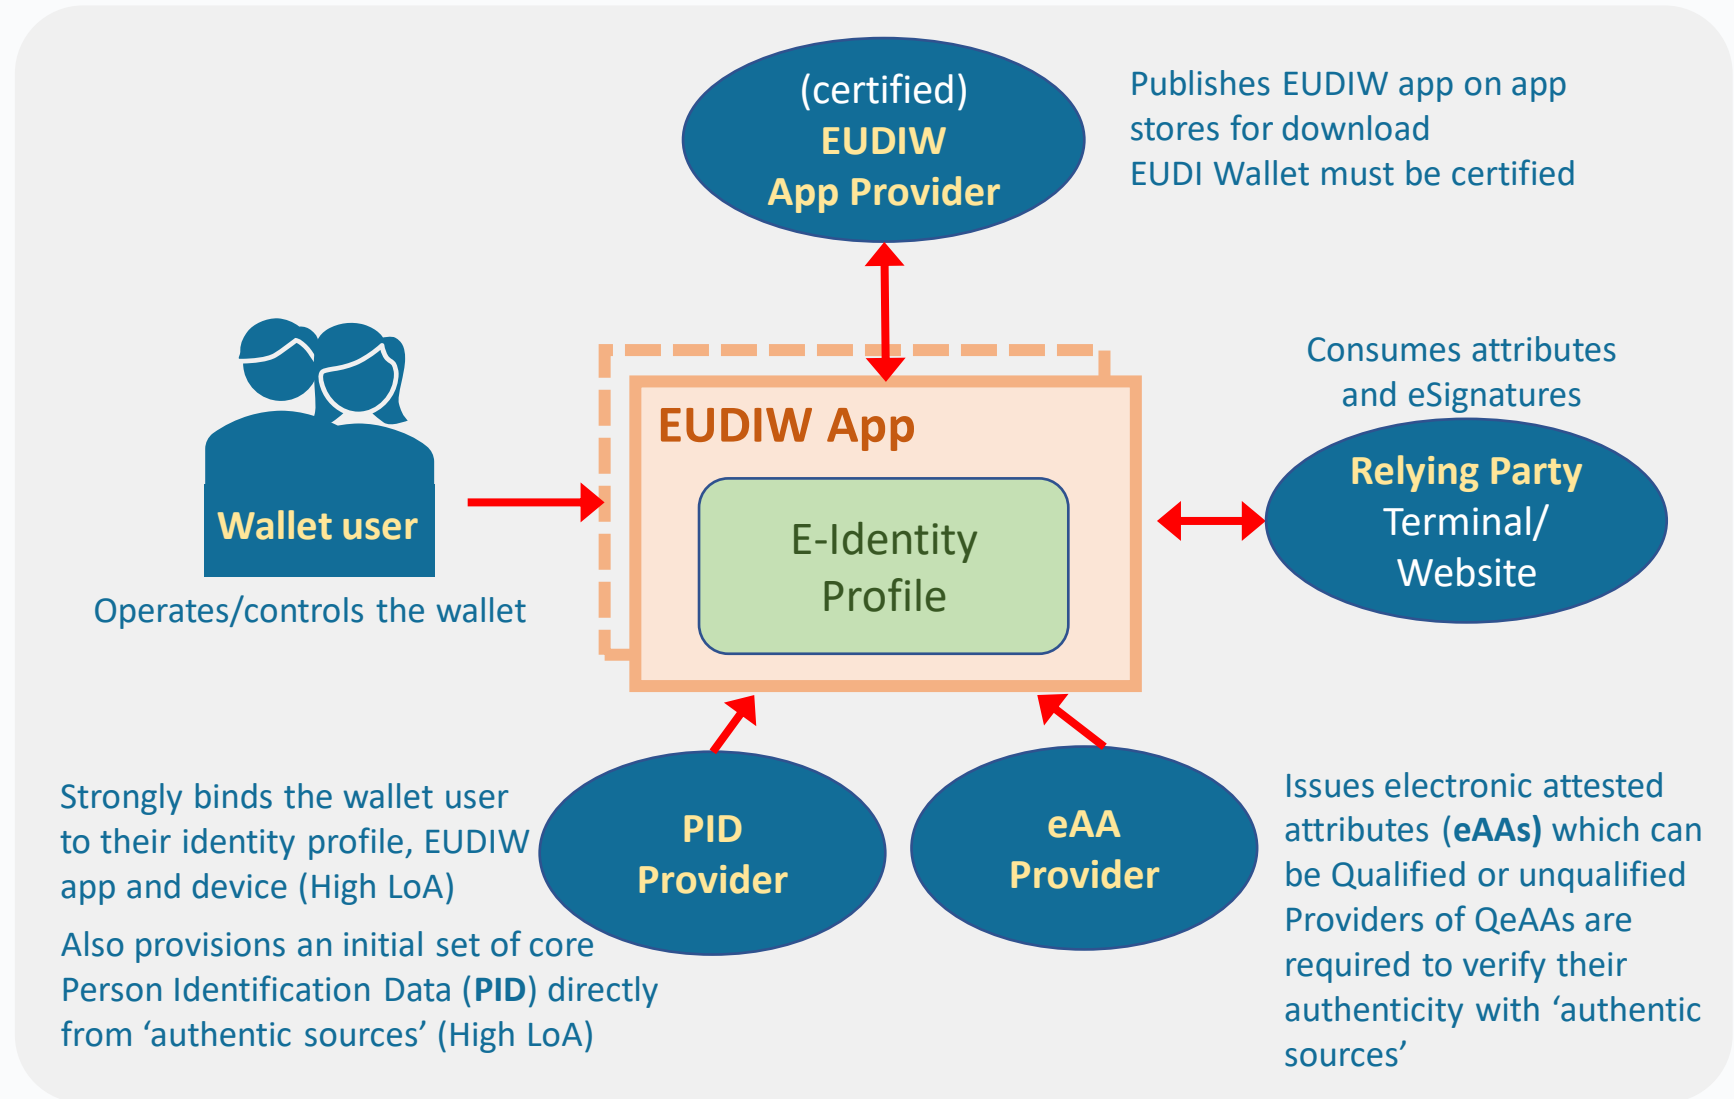 (certified)
EUDIW
App Provider
Publishes EUDIW app on app
stores for download
EUDI Wallet must be certified
Wallet user
Operates/controls the wallet
EUDIW App
E-Identity
Profile
Consumes attributes
and eSignatures
Relying Party
Terminal/
Website
Strongly binds the wallet user
to their identity profile, EUDIW
app and device (High LoA)
Also provisions an initial set of core
Person Identification Data (PID) directly
from ‘authentic sources’ (High LoA)
PID
Provider
eAA
Provider
Issues electronic attested
attributes (eAAs) which can
be Qualified or unqualified
Providers of QeAAs are
required to verify their
authenticity with ‘authentic
sources’